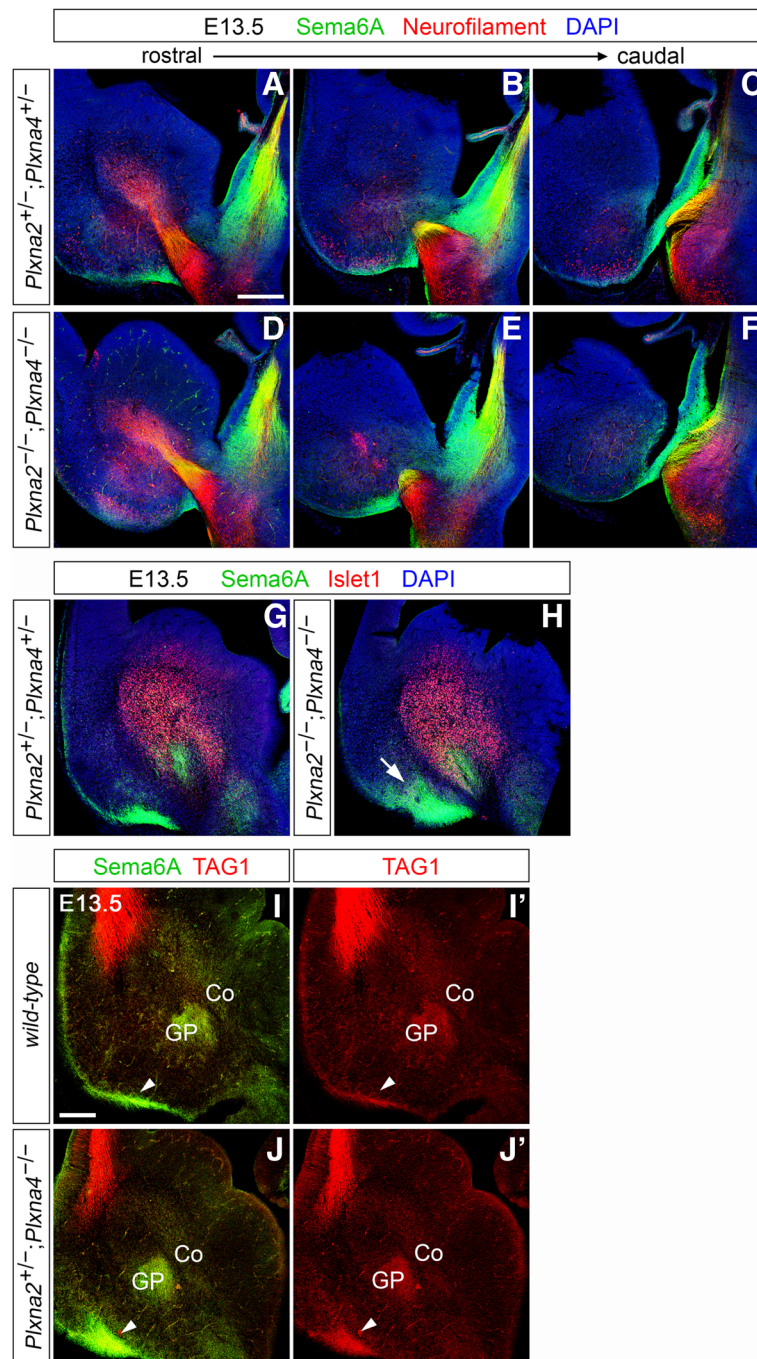 E13.5 Sema6A Neurofilament DAPI
rostral caudal
Plxna2+/−;Plxna4+/−
A B C
Plxna2−/−;Plxna4−/−
D E F
E13.5 Sema6A Islet1 DAPI
Plxna2+/−;Plxna4+/−
G
Plxna2−/−;Plxna4−/−
H
Sema6A TAG1 TAG1
wild-type
E13.5 I I’
Co Co
GP GP
Plxna2+/−;Plxna4−/−
J J’
Co Co
GP GP